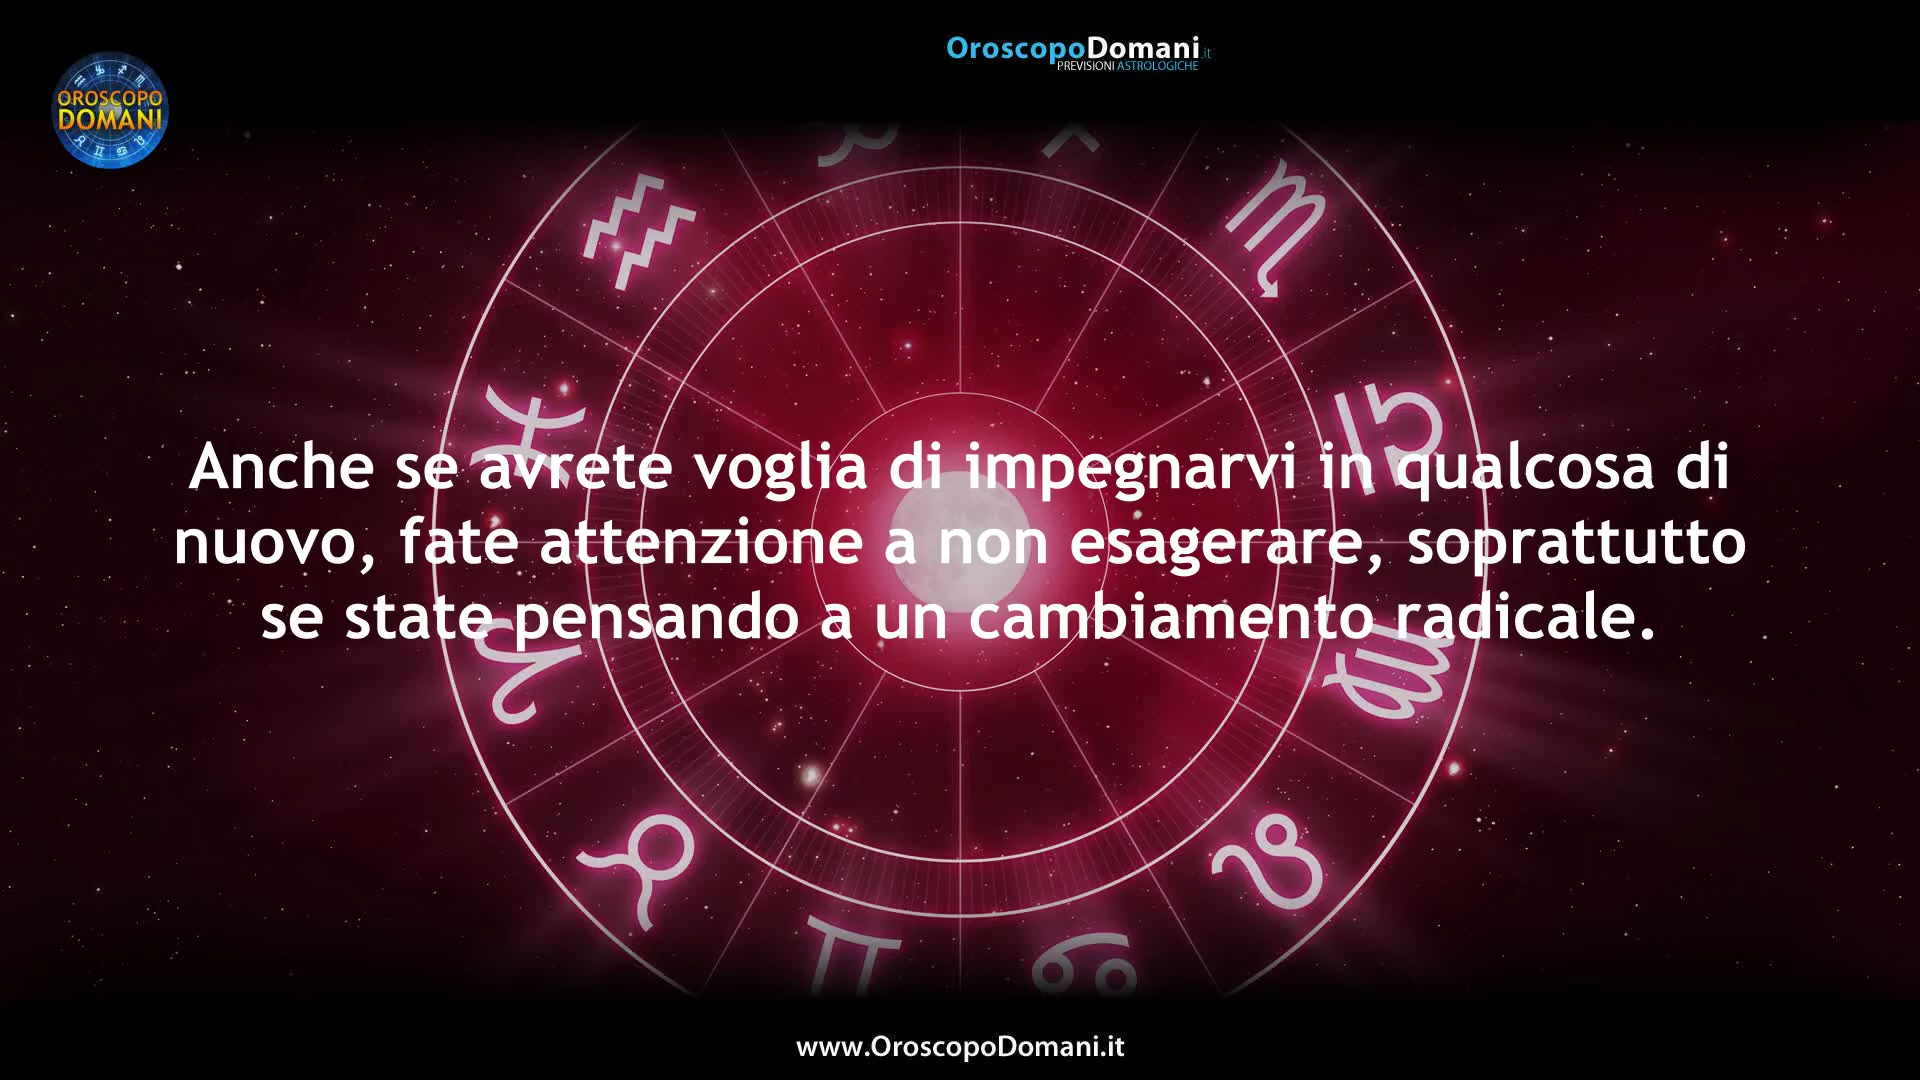 OroscopoDomani.it
PREVISIONI ASTROLOGICHE
OROSCOPO
DOMANI
Anche se avrete voglia di impegnarvi in qualcosa di
nuovo, fate attenzione a non esagerare, soprattutto
se state pensando a un cambiamento radicale.
www.OroscopoDomani.it